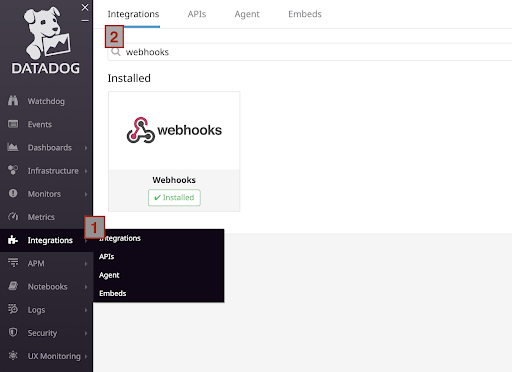 DATADOG
Watchdog
Events
Dashboards
Infrastructure
Monitors
Metrics
Integrations
APM
Notebooks
Logs
Security
UX Monitoring
1
Integrations
APIs
Agent
Embeds
Integrations APIs Agent Embeds
2
webhooks
Installed
webhooks
Webhooks
✔ Installed